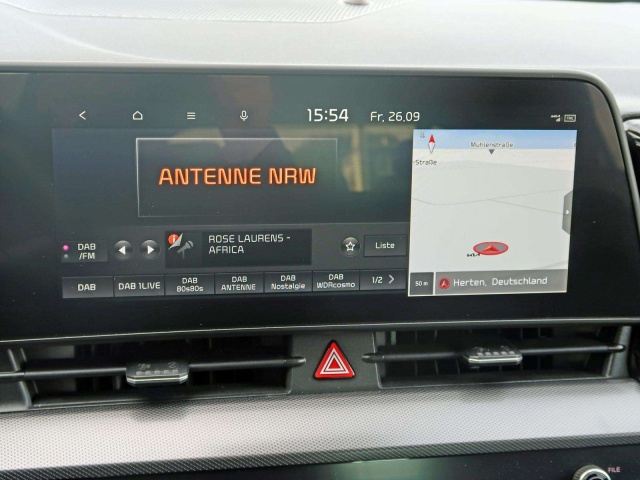 15:54 Fr, 26.09
ANTENNE NRW
DAB
/FM
ROSE LAURENS -
AFRICA
Liste
DAB
DAB 1LIVE
DAB
80s80s
DAB
ANTENNE
DAB
Nostalgie
DAB
WDRcosmo
1/2
-Straße
50 m
Herten, Deutschland
FILE